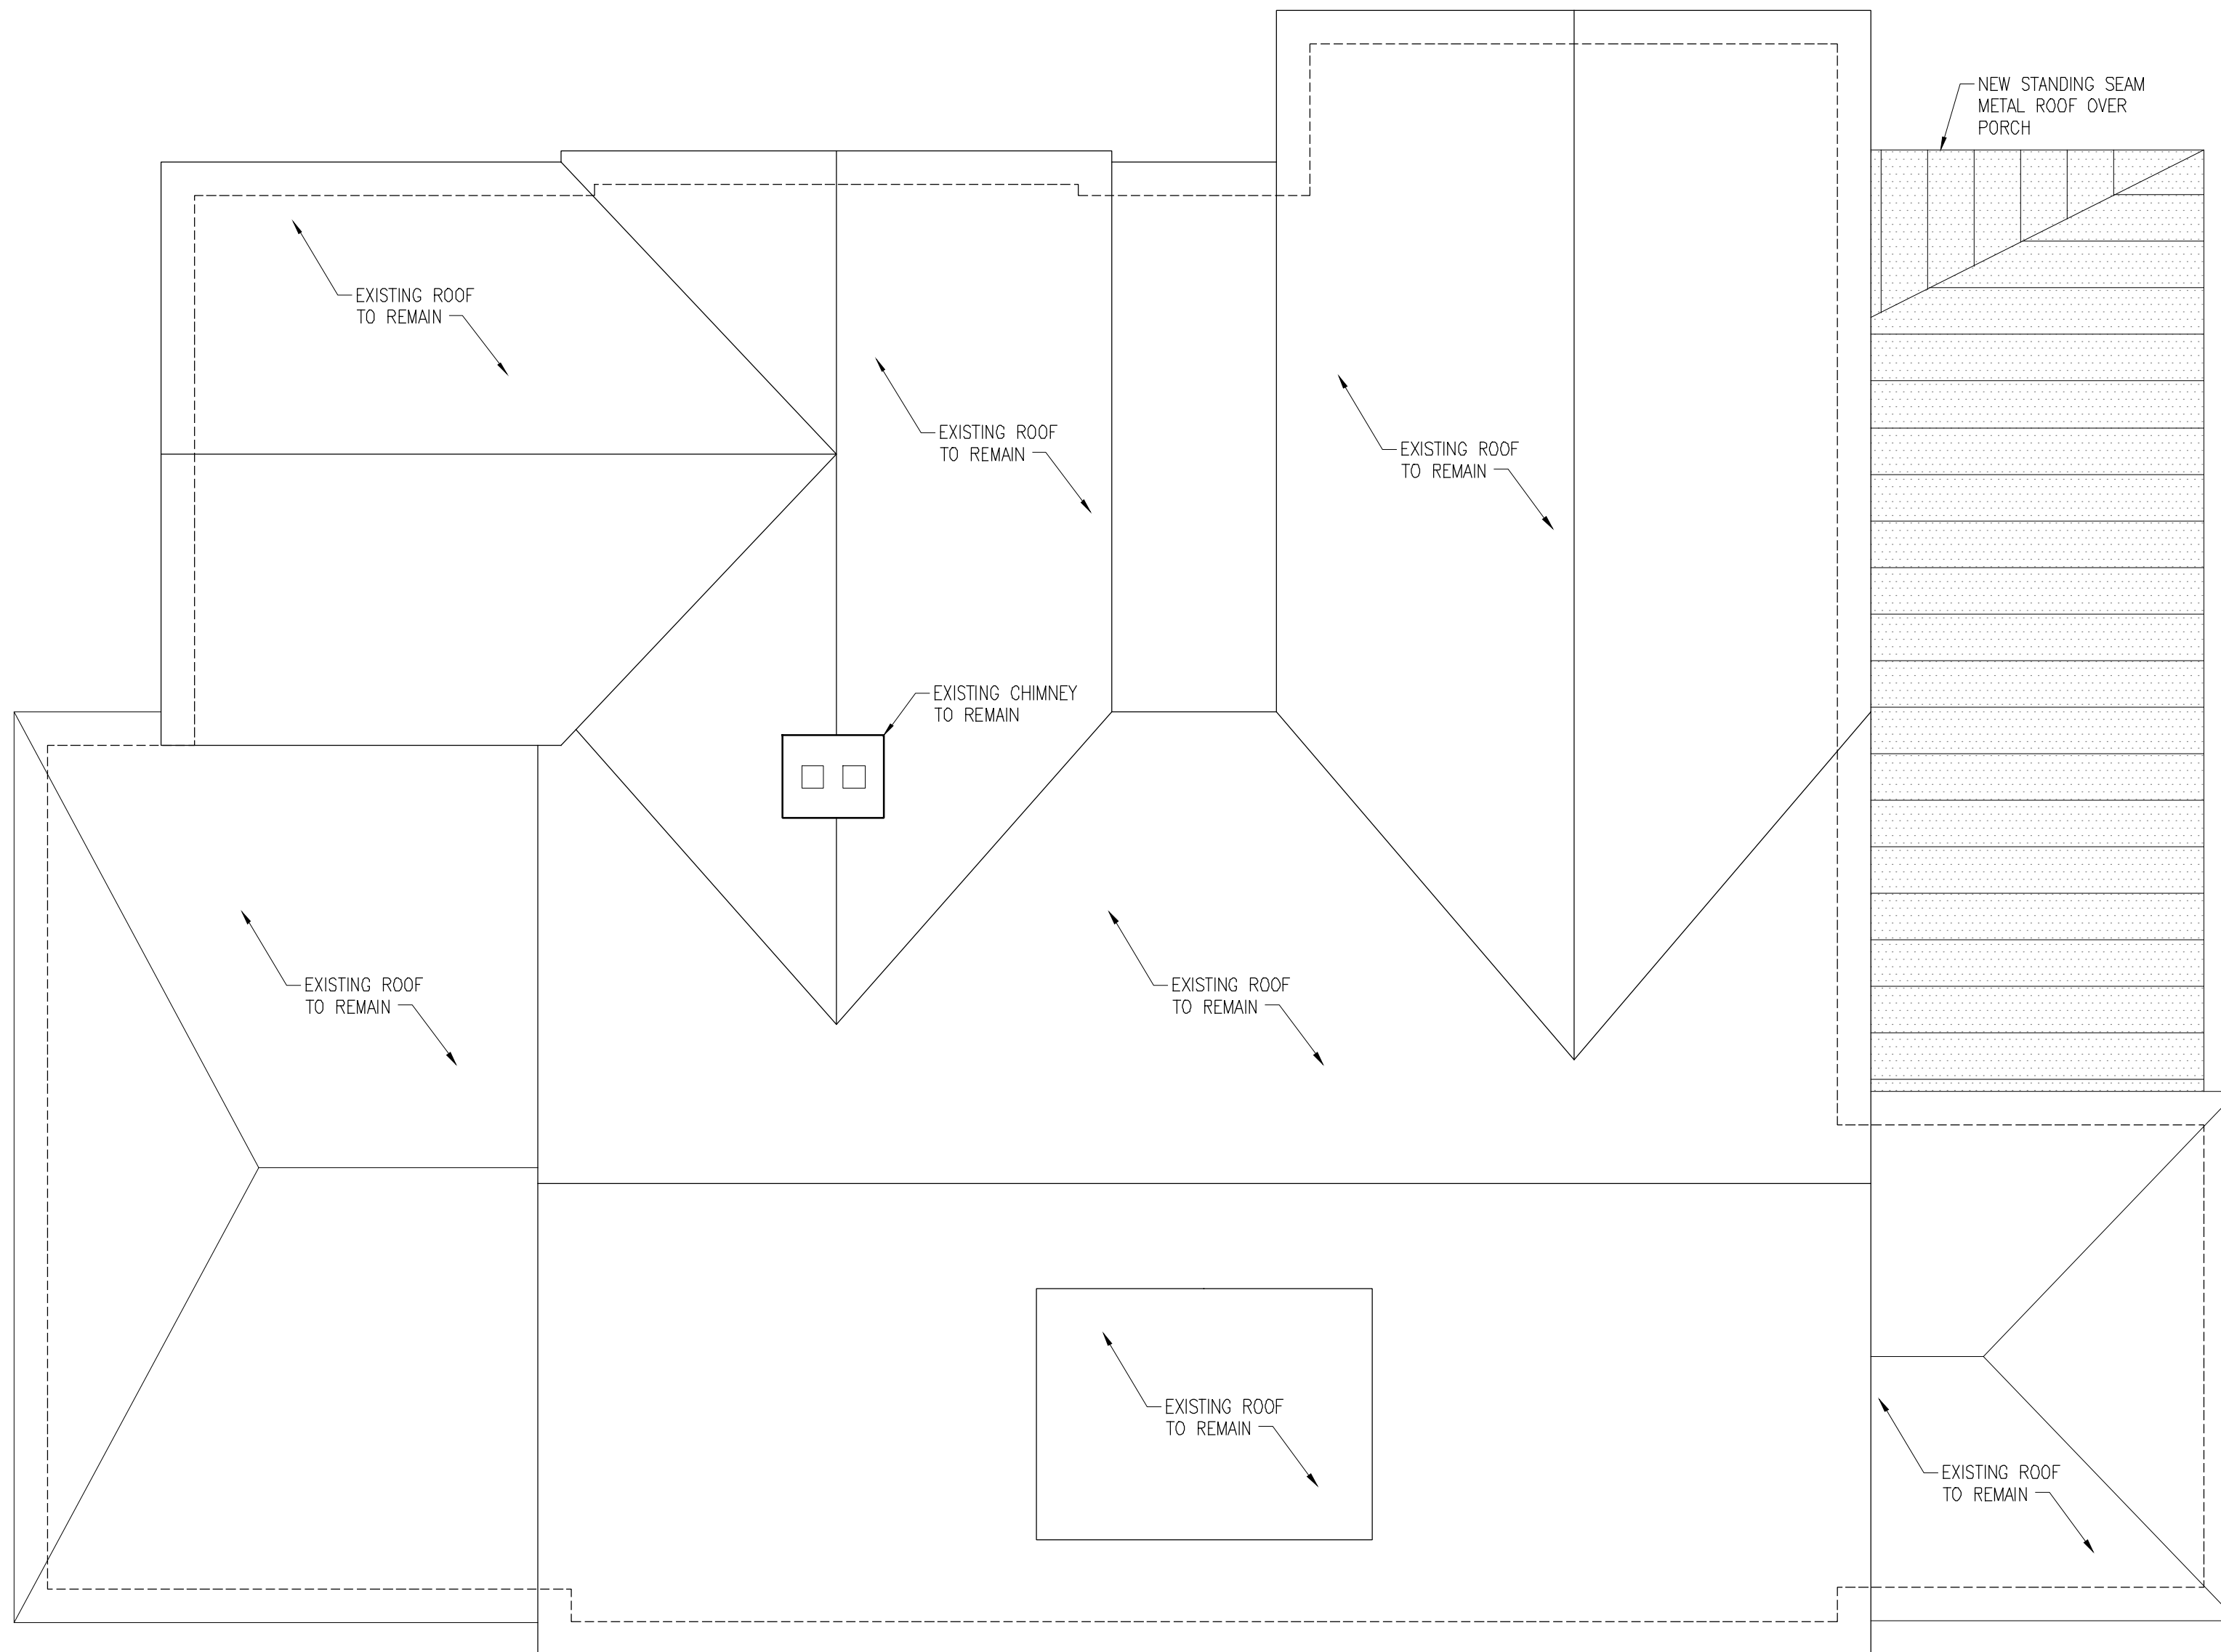 NEW STANDING SEAM
METAL ROOF OVER
PORCH
EXISTING ROOF
TO REMAIN
EXISTING ROOF
TO REMAIN
EXISTING ROOF
TO REMAIN
EXISTING CHIMNEY
TO REMAIN
EXISTING ROOF
TO REMAIN
EXISTING ROOF
TO REMAIN
EXISTING ROOF
TO REMAIN
EXISTING ROOF
TO REMAIN